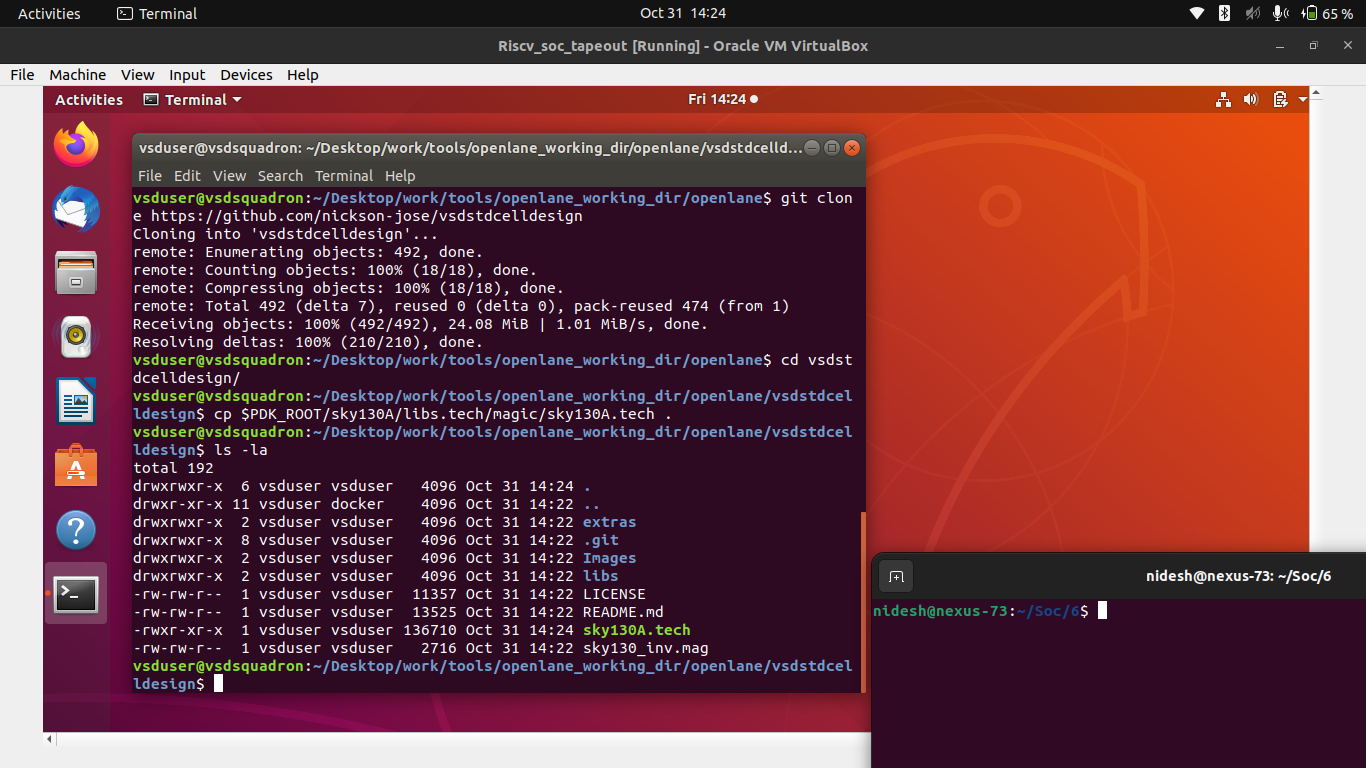 Activities
Terminal
Oct 31  14:24
65 %
Riscv_soc_tapeout [Running] - Oracle VM VirtualBox
File Machine View Input Devices Help
Activities
Terminal
Fri 14:24
vsduser@vsdsquadron: ~/Desktop/work/tools/openlane_working_dir/openlane/vsdstdcelld...
File Edit View Search Terminal Help
vsduser@vsdsquadron:~/Desktop/work/tools/openlane_working_dir/openlane$ git clon
e https://github.com/nickson-jose/vsdstdcelldesign
Cloning into 'vsdstdcelldesign'...
remote: Enumerating objects: 492, done.
remote: Counting objects: 100% (18/18), done.
remote: Compressing objects: 100% (18/18), done.
remote: Total 492 (delta 7), reused 0 (delta 0), pack-reused 474 (from 1)
Receiving objects: 100% (492/492), 24.08 MiB | 1.01 MiB/s, done.
Resolving deltas: 100% (210/210), done.
vsduser@vsdsquadron:~/Desktop/work/tools/openlane_working_dir/openlane$ cd vsdst
dcelldesign/
vsduser@vsdsquadron:~/Desktop/work/tools/openlane_working_dir/openlane/vsdstdcel
ldesign$ cp $PDK_ROOT/sky130A/libs.tech/magic/sky130A.tech .
vsduser@vsdsquadron:~/Desktop/work/tools/openlane_working_dir/openlane/vsdstdcel
ldesign$ ls -la
total 192
drwxrwxr-x  6 vsduser vsduser   4096 Oct 31 14:24 .
drwxr-xr-x 11 vsduser docker    4096 Oct 31 14:22 ..
drwxrwxr-x  2 vsduser vsduser   4096 Oct 31 14:22 extras
drwxrwxr-x  8 vsduser vsduser   4096 Oct 31 14:22 .git
drwxrwxr-x  2 vsduser vsduser   4096 Oct 31 14:22 Images
drwxrwxr-x  2 vsduser vsduser   4096 Oct 31 14:22 libs
-rw-rw-r--  1 vsduser vsduser  11357 Oct 31 14:22 LICENSE
-rw-rw-r--  1 vsduser vsduser  13525 Oct 31 14:22 README.md
-rwxr-xr-x  1 vsduser vsduser 136710 Oct 31 14:24 sky130A.tech
-rw-rw-r--  1 vsduser vsduser   2716 Oct 31 14:22 sky130_inv.mag
vsduser@vsdsquadron:~/Desktop/work/tools/openlane_working_dir/openlane/vsdstdcel
ldesign$
nidesh@nexus-73: ~/Soc/6
nidesh@nexus-73:~/Soc/6$